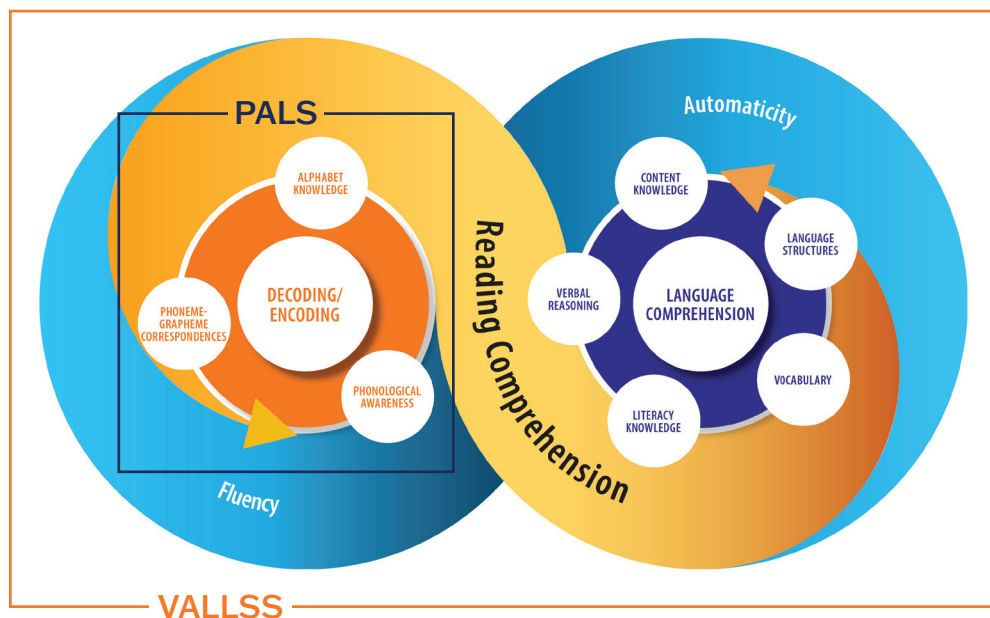 PALS
ALPHABET
KNOWLEDGE
DECODING/
ENCODING
PHONEME-
GRAPHEME
CORRESPONDENCES
PHONOLOGICAL
AWARENESS
Fluency
Reading Comprehension
Automaticity
CONTENT
KNOWLEDGE
LANGUAGE
STRUCTURES
VERBAL
REASONING
LANGUAGE
COMPREHENSION
VOCABULARY
LITERACY
KNOWLEDGE
VALLSS